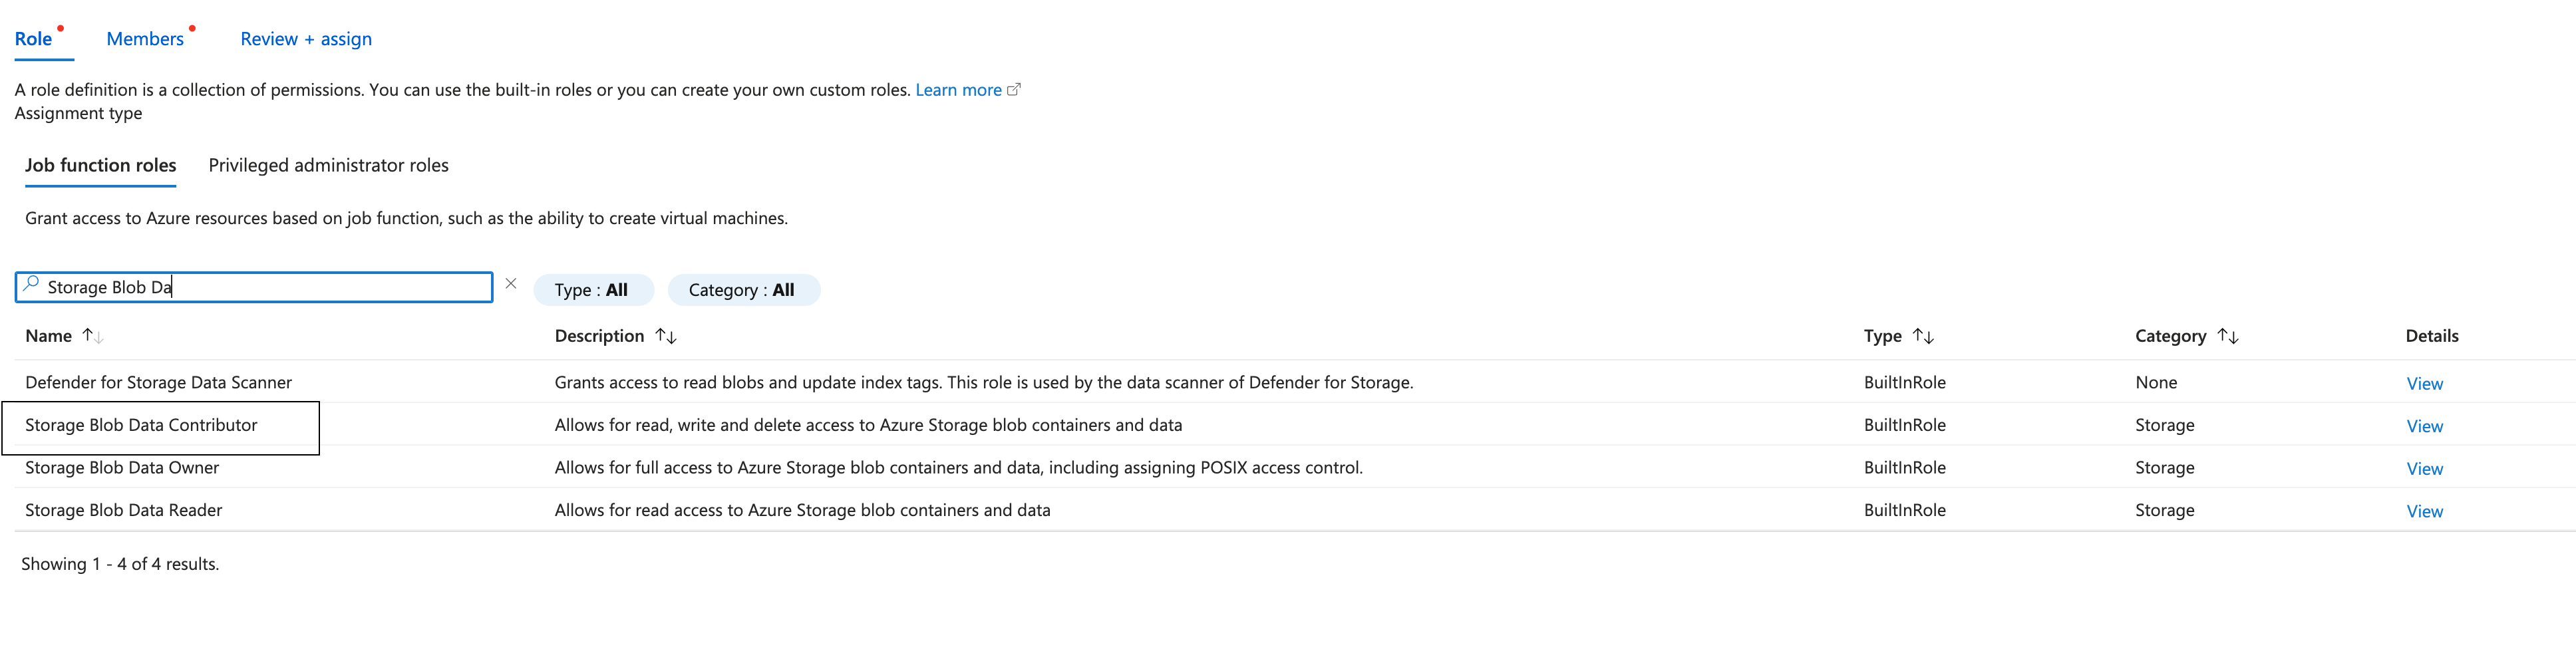 Role Members Review + assign
A role definition is a collection of permissions. You can use the built-in roles or you can create your own custom roles. Learn more
Assignment type
Job function roles Privileged administrator roles
Grant access to Azure resources based on job function, such as the ability to create virtual machines.
Storage Blob Da Type : All Category : All
Name Description Type Category Details
Defender for Storage Data Scanner Grants access to read blobs and update index tags. This role is used by the data scanner of Defender for Storage. BuiltInRole None View
Storage Blob Data Contributor Allows for read, write and delete access to Azure Storage blob containers and data BuiltInRole Storage View
Storage Blob Data Owner Allows for full access to Azure Storage blob containers and data, including assigning POSIX access control. BuiltInRole Storage View
Storage Blob Data Reader Allows for read access to Azure Storage blob containers and data BuiltInRole Storage View
Showing 1 - 4 of 4 results.